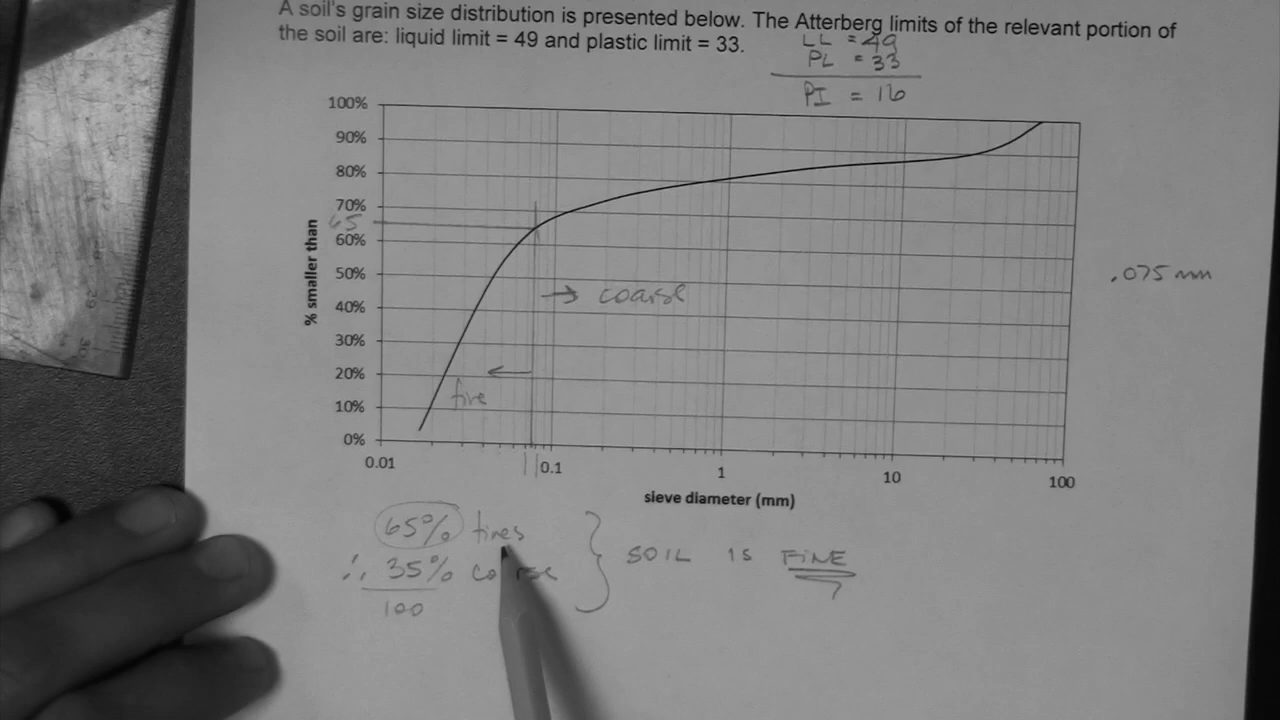 A soil's grain size distribution is presented below. The Atterberg limits of the relevant portion of
the soil are: liquid limit = 49 and plastic limit = 33.
LL = 49
PL = 33
PI = 16
100%
90%
80%
70%
65
60%
50%
40%
30%
20%
10%
0%
% smaller than
→ coarse
←
fine
.075 mm
0.01
0.1
1
10
100
sieve diameter (mm)
65% fines
∴ 35% coarse
100
SOIL IS FINE